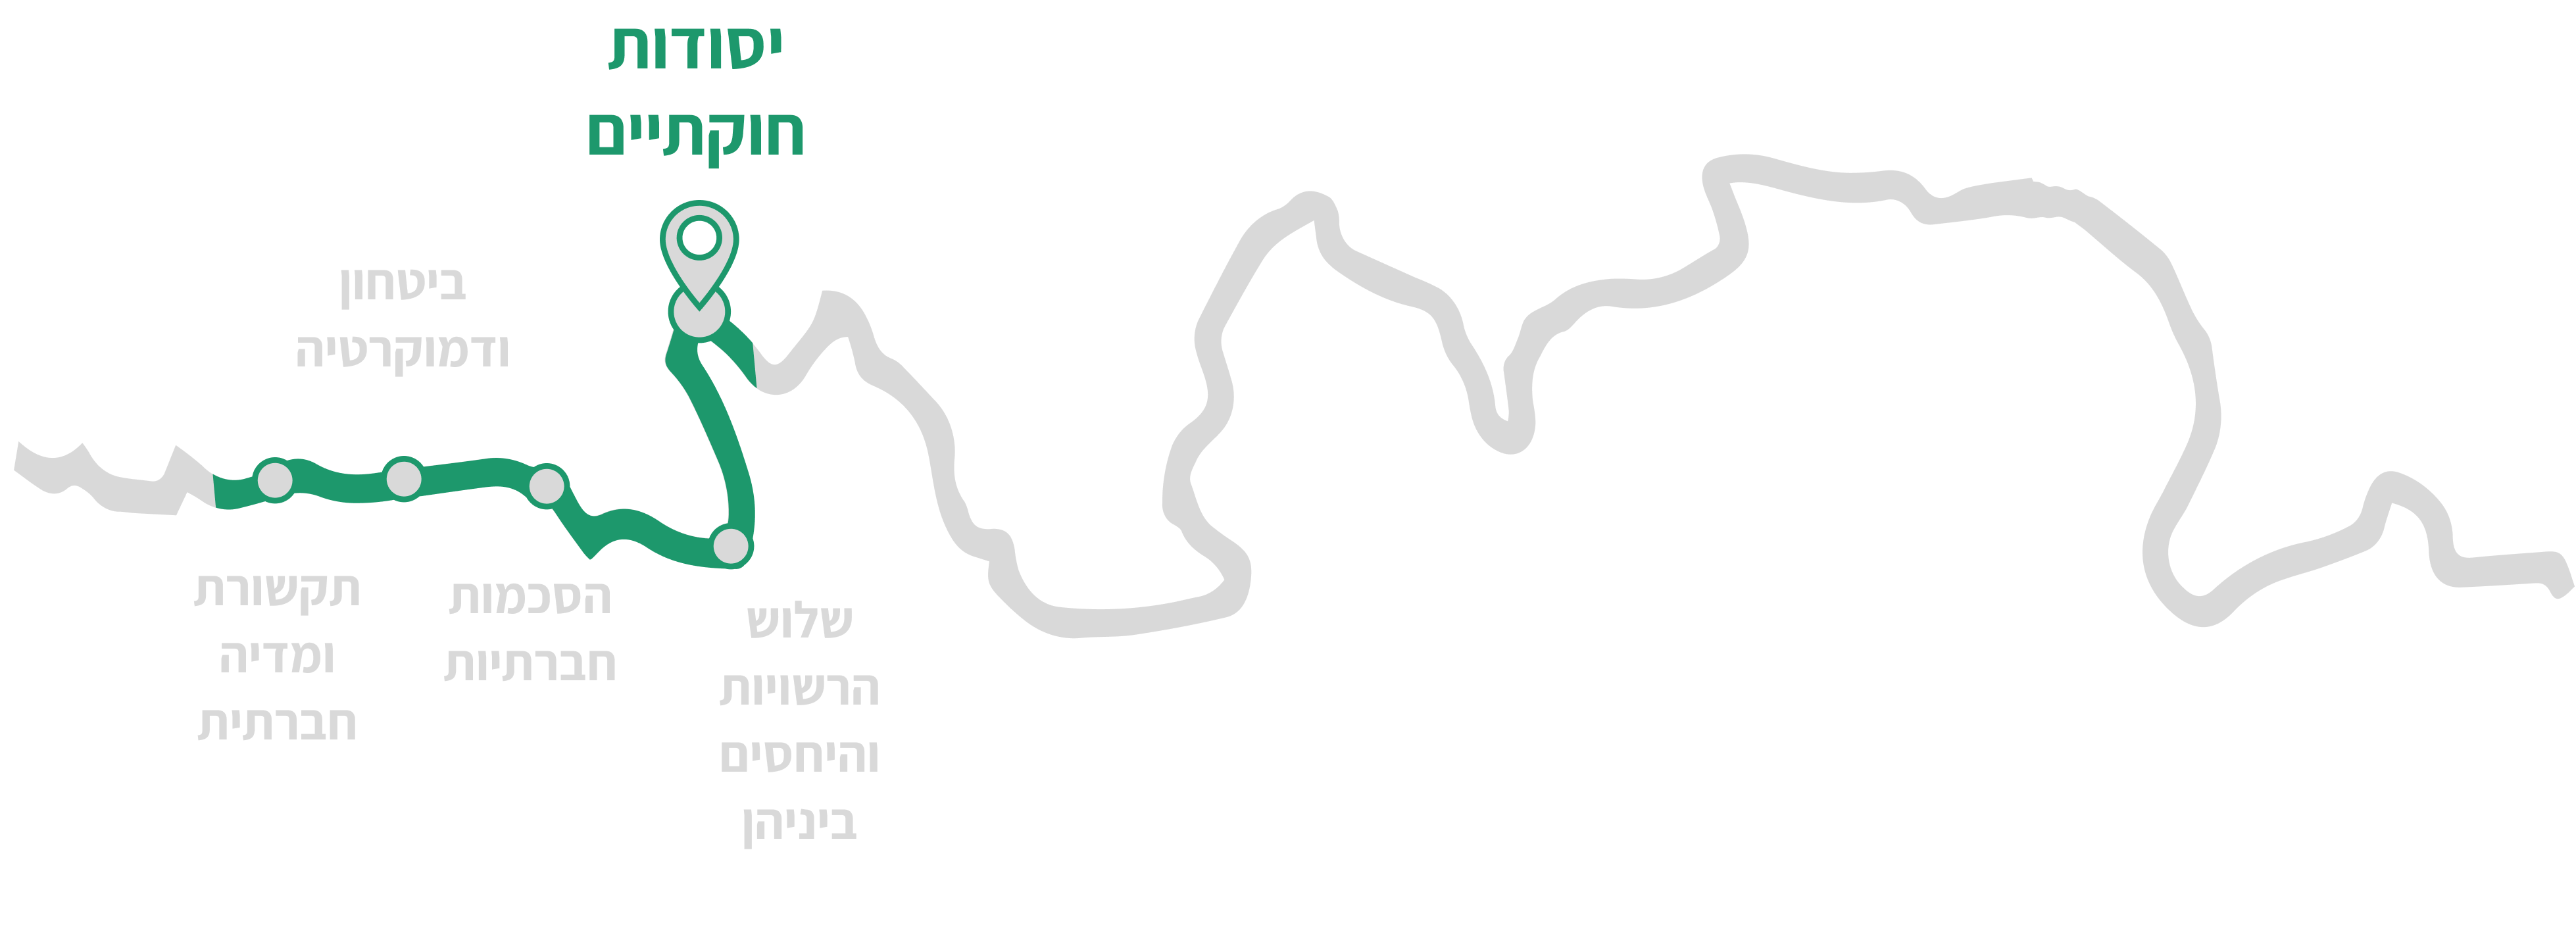 יסודות
חוקתיים
ביטחון
ודמוקרטיה
שלוש
הרשויות
והיחסים
ביניהן
הסכמות
חברתיות
תקשורת
ומדיה
חברתית